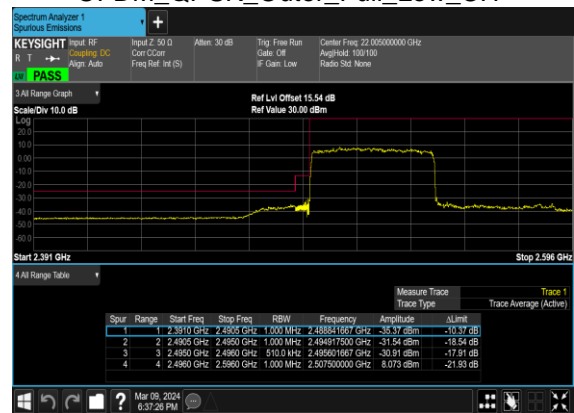 Spectrum Analyzer 1
Spurious Emissions
+
KEYSIGHT Input: RF Input Z: 50 Ω Atten: 30 dB Trig: Free Run Center Freq: 22.005000000 GHz
R T Coupling: DC Corr CCorr Gate: Off Avg|Hold: 100/100
Align: Auto Freq Ref: Int (S) IF Gain: Low Radio Std: None
PASS
3 All Range Graph
Ref Lvl Offset 15.54 dB
Scale/Div 10.0 dB Ref Value 30.00 dBm
Log
20.0
10.0
0.00
-10.0
-20.0
-30.0
-40.0
-50.0
-60.0
Start 2.391 GHz Stop 2.596 GHz
4 All Range Table
Measure Trace Trace 1
Trace Type Trace Average (Active)
Spur Range Start Freq Stop Freq RBW Frequency Amplitude ΔLimit
1 1 2.3910 GHz 2.4905 GHz 1.000 MHz 2.488841667 GHz -35.37 dBm -10.37 dB
2 2 2.4905 GHz 2.4950 GHz 1.000 MHz 2.494917500 GHz -31.54 dBm -18.54 dB
3 3 2.4950 GHz 2.4960 GHz 510.0 kHz 2.495601667 GHz -30.91 dBm -17.91 dB
4 4 2.4960 GHz 2.5960 GHz 1.000 MHz 2.507500000 GHz 8.073 dBm -21.93 dB
? Mar 09, 2024
6:37:26 PM